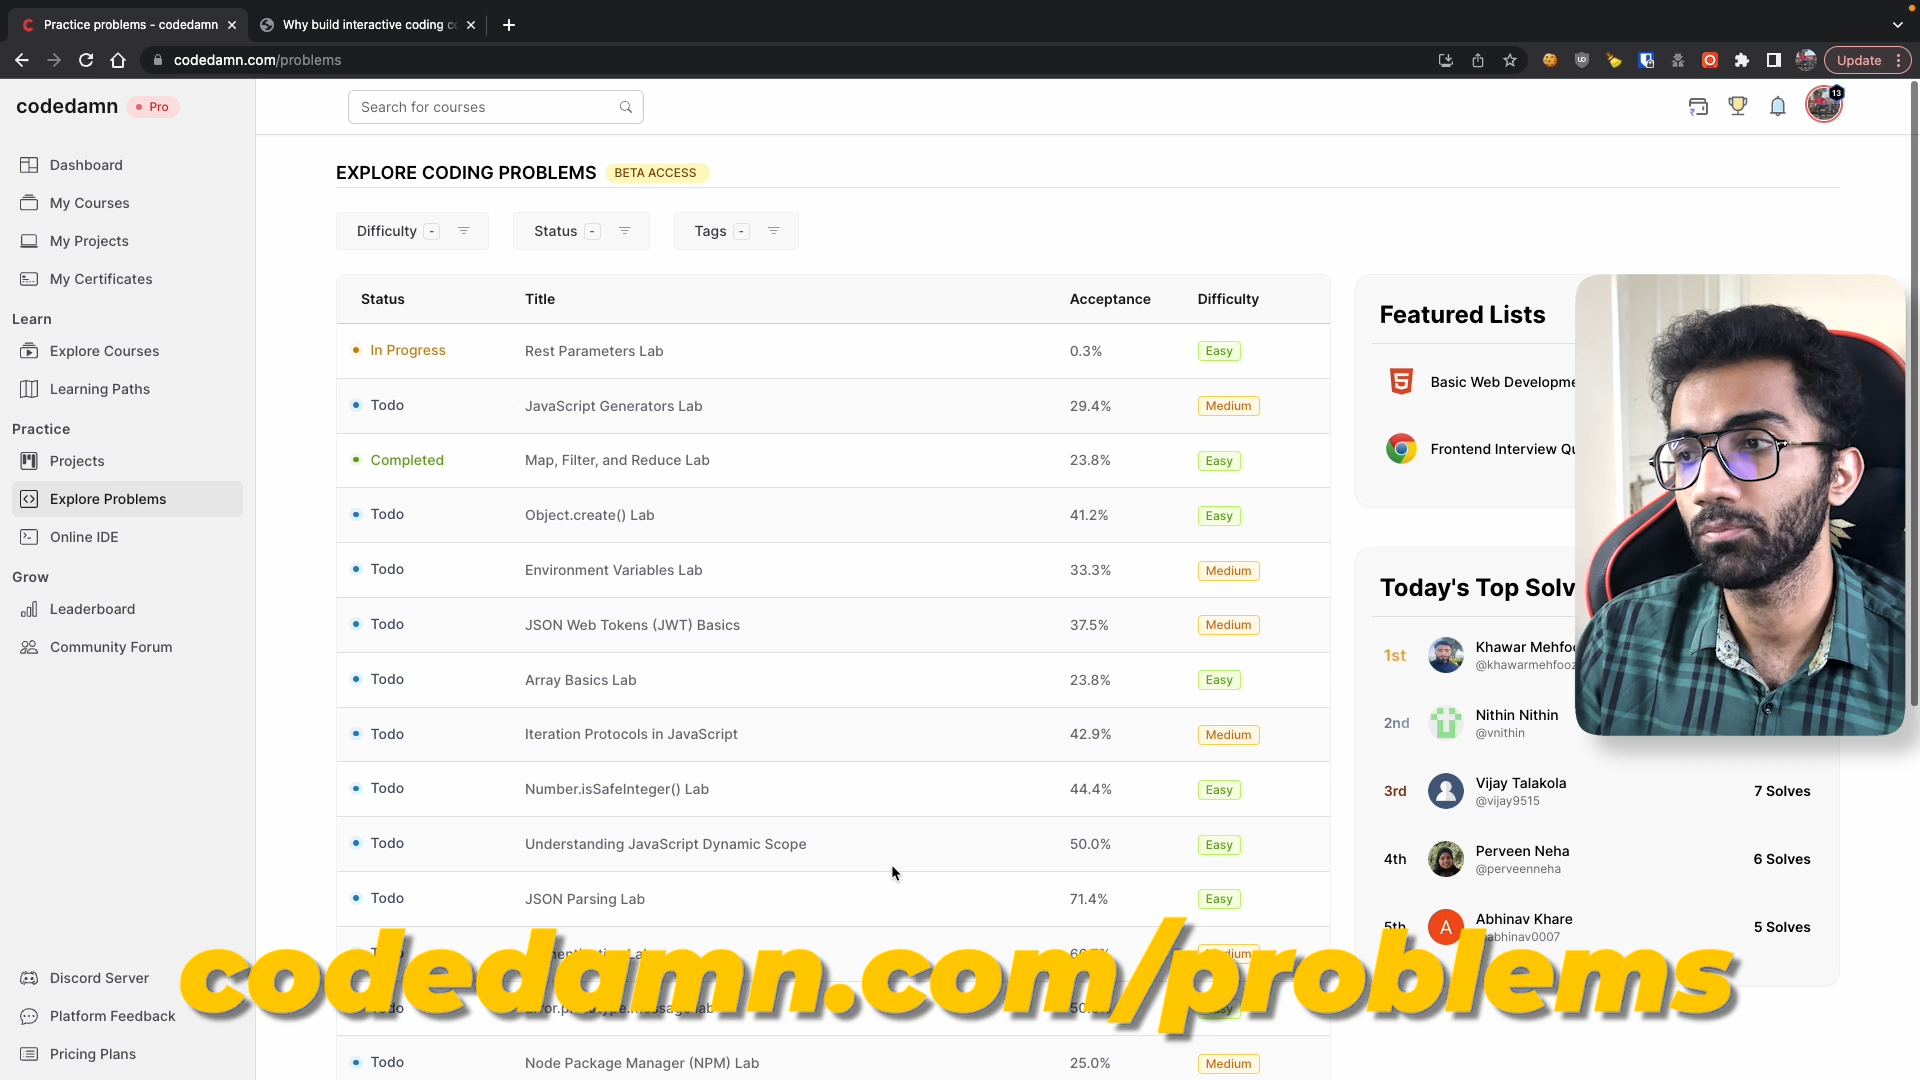 Practice problems - codedamn
Why build interactive coding c
codedamn.com/problems
Update
codedamn
Pro
Search for courses
13
Dashboard
My Courses
My Projects
My Certificates
Learn
Explore Courses
Learning Paths
Practice
Projects
Explore Problems
Online IDE
Grow
Leaderboard
Community Forum
Discord Server
Platform Feedback
Pricing Plans
EXPLORE CODING PROBLEMS BETA ACCESS
Difficulty - Status - Tags -
Status Title Acceptance Difficulty
In Progress Rest Parameters Lab 0.3% Easy
Todo JavaScript Generators Lab 29.4% Medium
Completed Map, Filter, and Reduce Lab 23.8% Easy
Todo Object.create() Lab 41.2% Easy
Todo Environment Variables Lab 33.3% Medium
Todo JSON Web Tokens (JWT) Basics 37.5% Medium
Todo Array Basics Lab 23.8% Easy
Todo Iteration Protocols in JavaScript 42.9% Medium
Todo Number.isSafeInteger() Lab 44.4% Easy
Todo Understanding JavaScript Dynamic Scope 50.0% Easy
Todo JSON Parsing Lab 71.4% Easy
Todo Node Package Manager (NPM) Lab 25.0% Medium
Featured Lists
Basic Web Developme
Frontend Interview Qu
Today's Top Solv
1st Khawar Mehfoo
@khawarmehfooz
2nd Nithin Nithin
@vnithin
3rd Vijay Talakola 7 Solves
@vijay9515
4th Perveen Neha 6 Solves
@perveenneha
5th A Abhinav Khare 5 Solves
abhinav0007
codedamn.com/problems